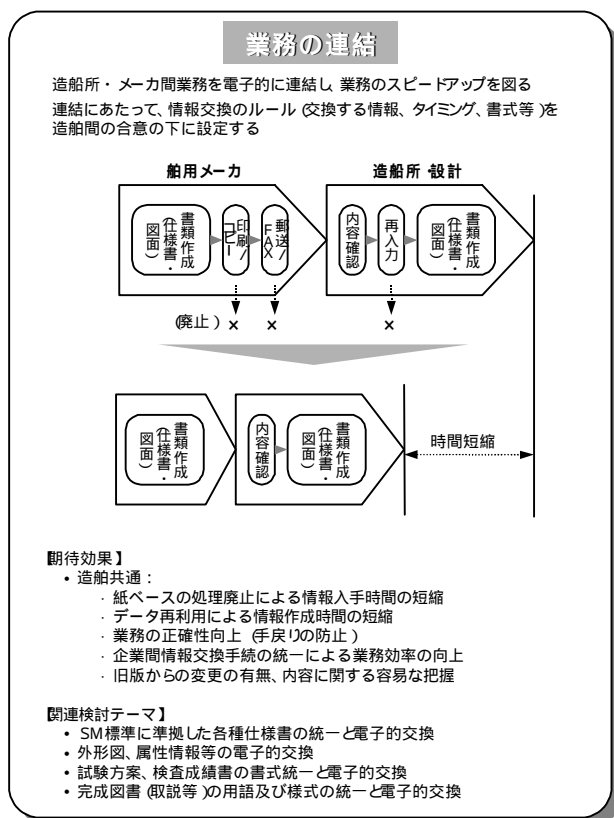 業務の連結
造船所・メーカ間業務を電子的に連結し、業務のスピードアップを図る
連結にあたって、情報交換のルール(交換する情報、タイミング、書式等)を
造舶間の合意の下に設定する
舶用メーカ
造船所・設計
書類作成
(仕様書・
図面)
印刷/
コピー
郵送/
FAX
内容確認
再入力
書類作成
(仕様書・
図面)
(廃止)
×
×
×
書類作成
(仕様書・
図面)
内容確認
書類作成
(仕様書・
図面)
時間短縮
【期待効果】
• 造舶共通:
· 紙ベースの処理廃止による情報入手時間の短縮
· データ再利用による情報作成時間の短縮
· 業務の正確性向上(手戻りの防止)
· 企業間情報交換手続の統一による業務効率の向上
· 旧版からの変更の有無、内容に関する容易な把握
【関連検討テーマ】
• SM標準に準拠した各種仕様書の統一と電子的交換
• 外形図、属性情報等の電子的交換
• 試験方案、検査成績書の書式統一と電子的交換
• 完成図書(取説等)の用語及び様式の統一と電子的交換